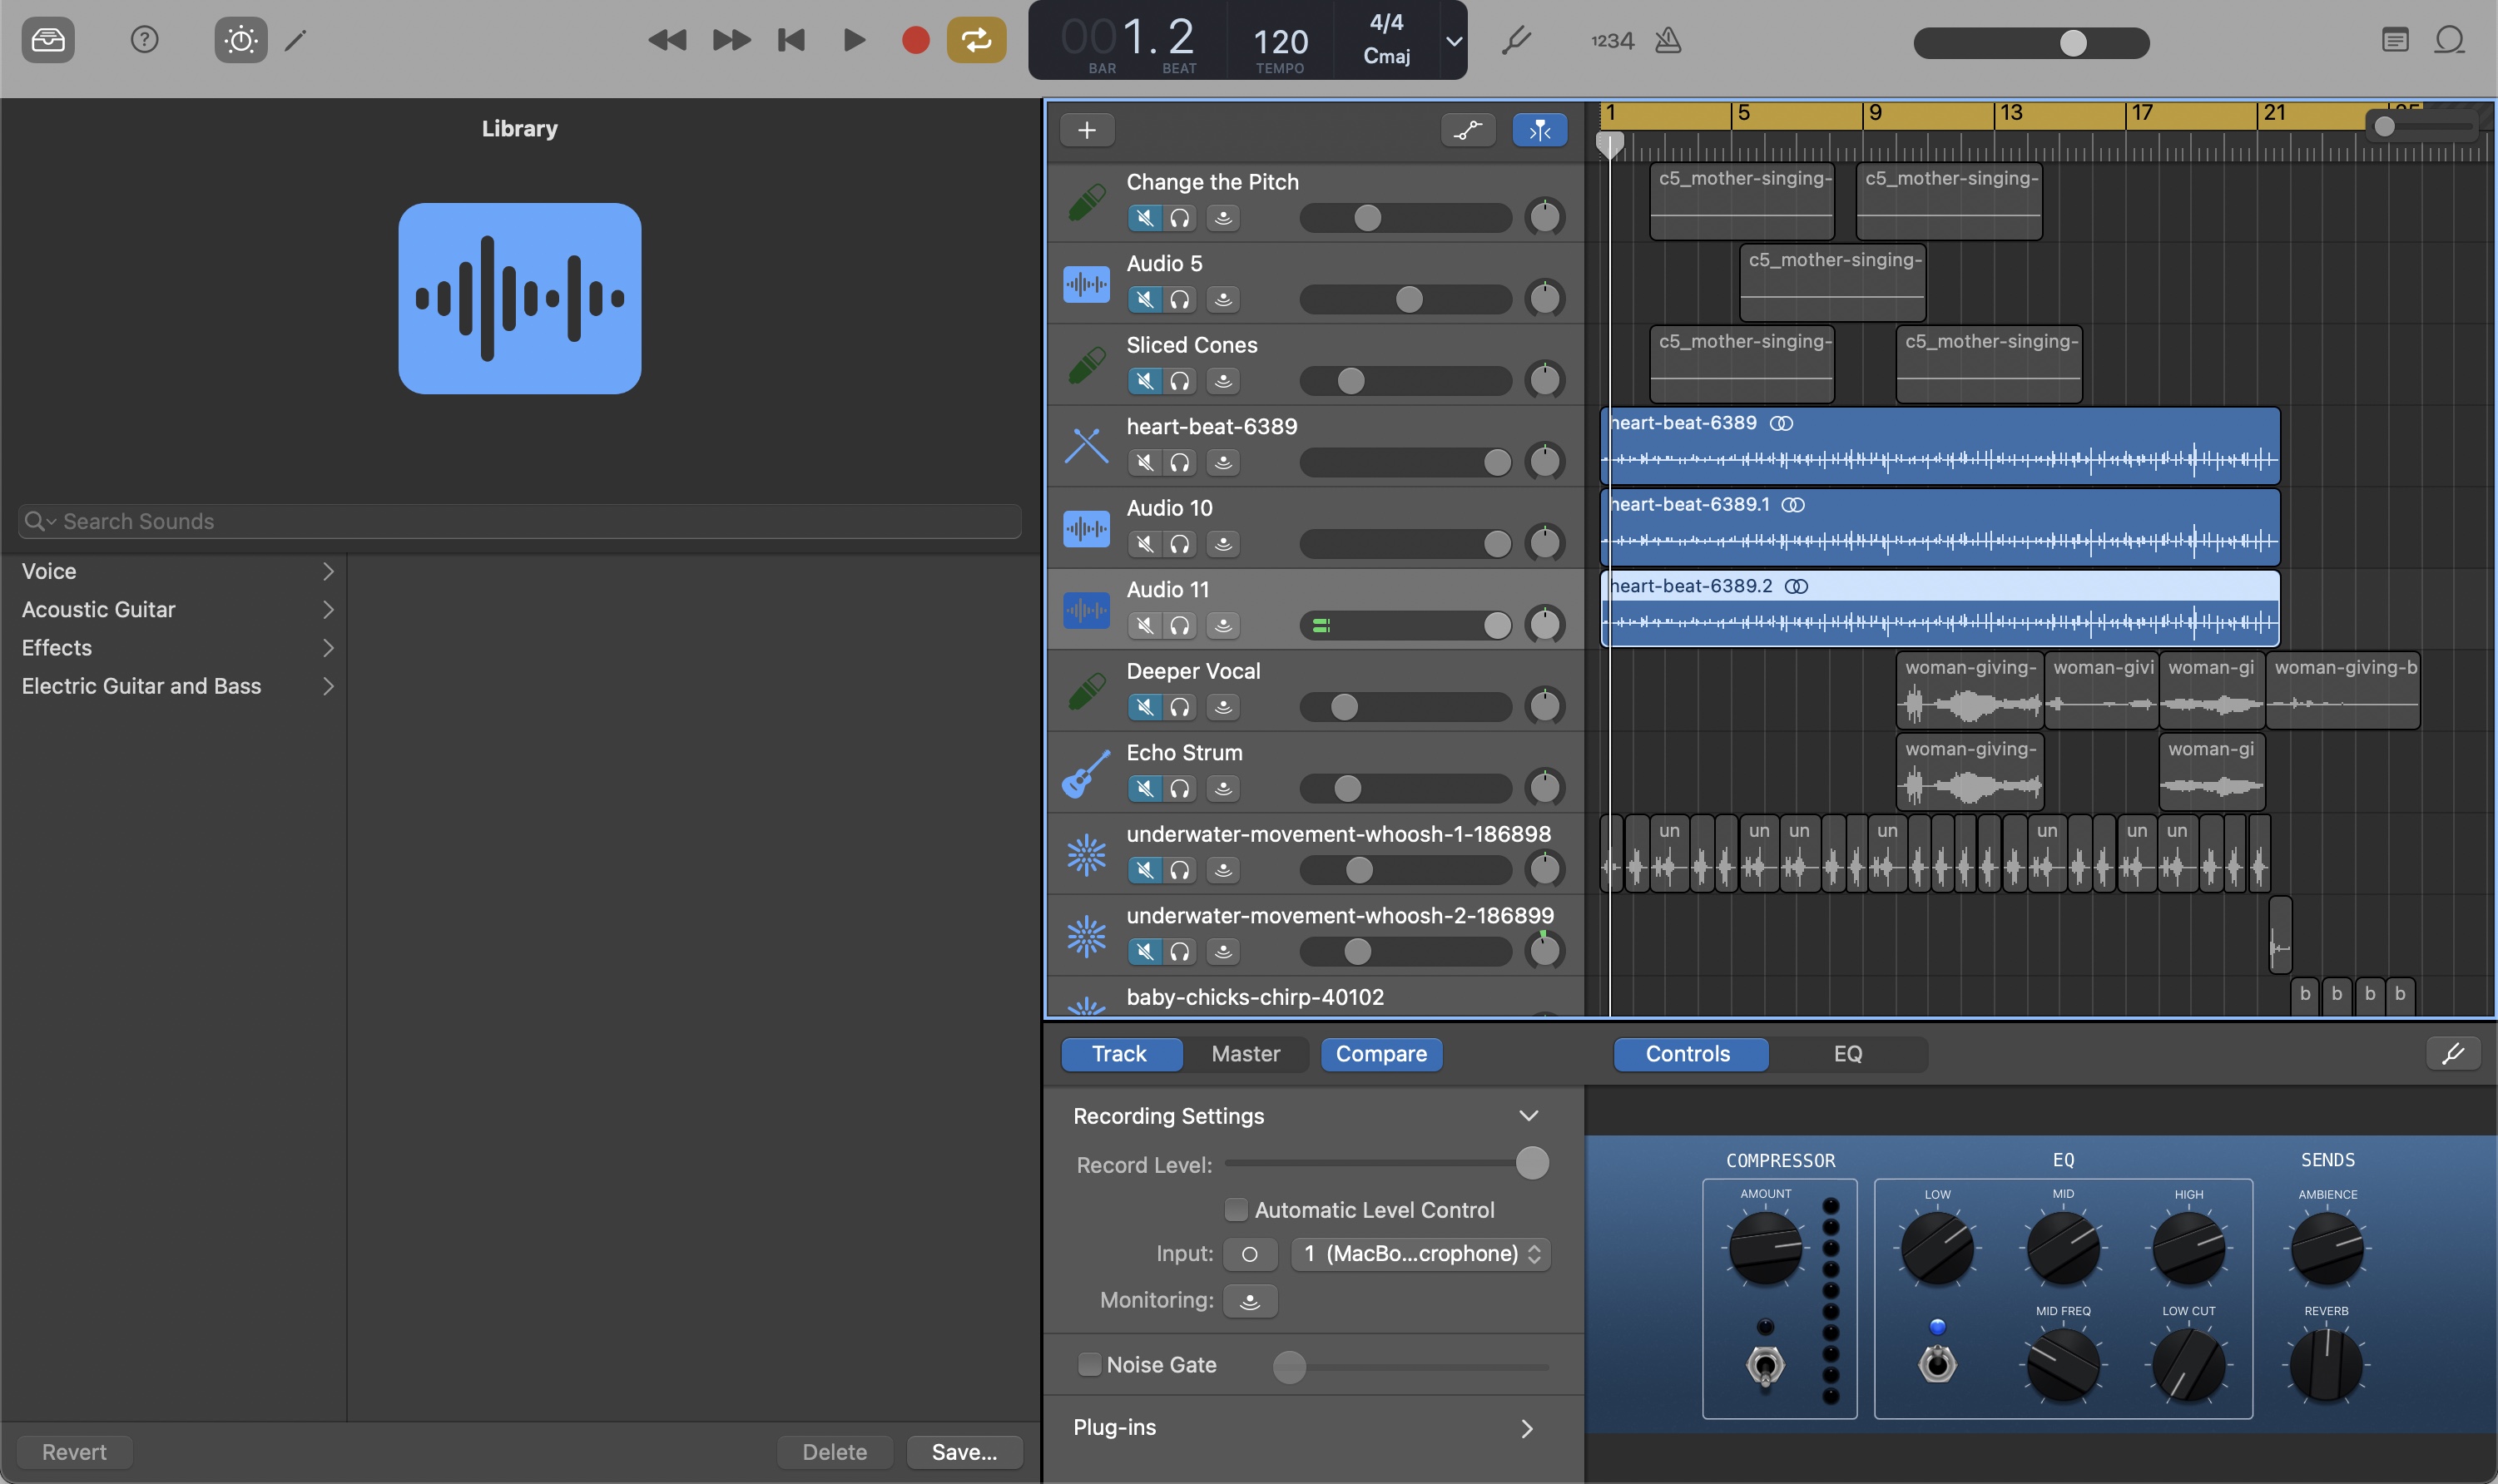 001.2
BAR BEAT
120
TEMPO
4/4
Cmaj
1234
Library
Search Sounds
Voice
Acoustic Guitar
Effects
Electric Guitar and Bass
Revert
Delete
Save...
1 5 9 13 17 21
Change the Pitch
c5_mother-singing- c5_mother-singing-
Audio 5
c5_mother-singing-
Sliced Cones
c5_mother-singing- c5_mother-singing-
heart-beat-6389
heart-beat-6389
Audio 10
heart-beat-6389.1
Audio 11
heart-beat-6389.2
Deeper Vocal
woman-giving- woman-givi woman-gi woman-giving-b
Echo Strum
woman-giving- woman-gi
underwater-movement-whoosh-1-186898
un un un un un un un
underwater-movement-whoosh-2-186899
baby-chicks-chirp-40102
b b b b
Track Master Compare
Controls EQ
Recording Settings
Record Level:
Automatic Level Control
Input: 1 (MacBo...crophone)
Monitoring:
Noise Gate
Plug-ins
COMPRESSOR EQ SENDS
AMOUNT LOW MID HIGH AMBIENCE
MID FREQ LOW CUT REVERB